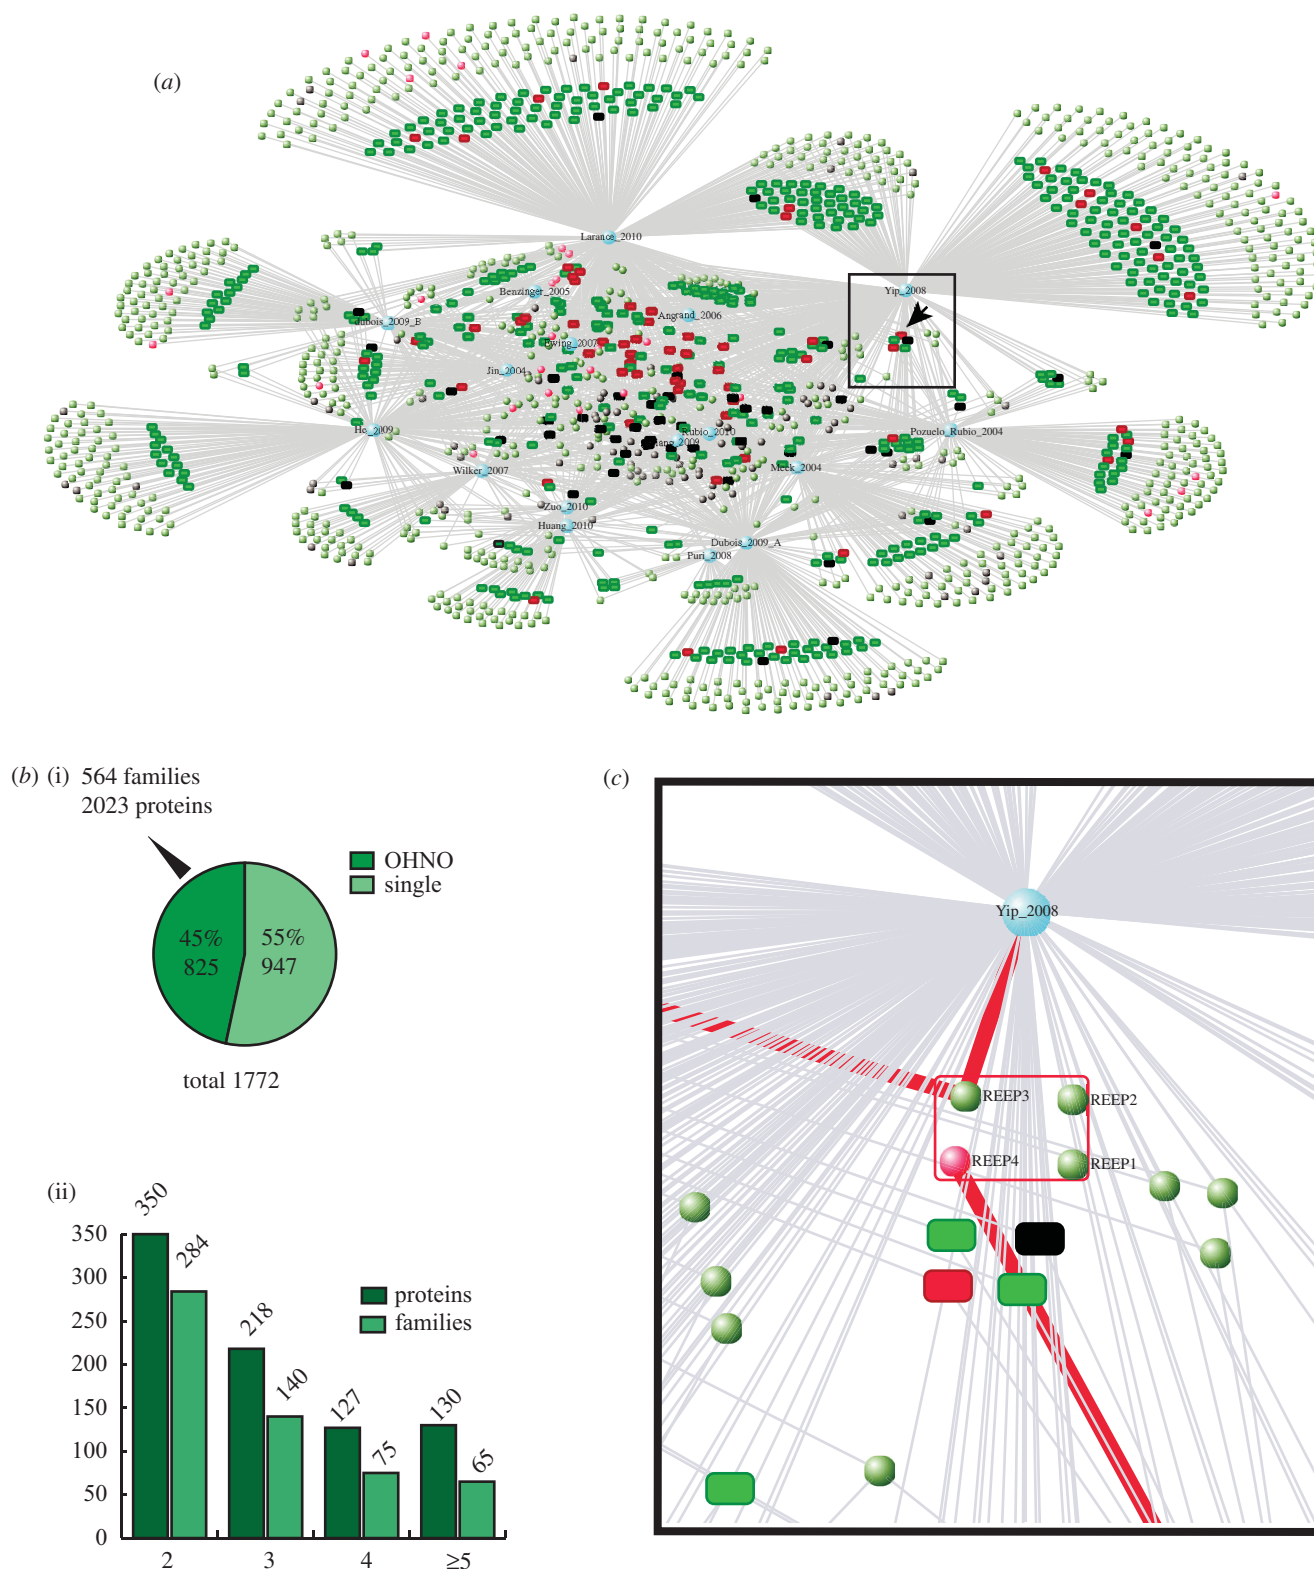 (a)
Laranos_2010
Benzinger_2005
Yip_2008
Angrand_2006
dubois_2009_B
Ewing_2007
Jin_2004
He_2009
Rubio_2010
Pozuelo_Rubio_2004
Wilker_2007
Meek_2004
Zuo_2010
Huang_2010
Dubois_2009_A
Puri_2008
(b) (i) 564 families
2023 proteins
OHNO
single
45%
825
55%
947
total 1772
(ii)
350
300
250
200
150
100
50
0
350
284
218
140
127
75
130
65
proteins
families
2
3
4
≥5
(c)
Yip_2008
REEP3
REEP2
REEP4
REEP1